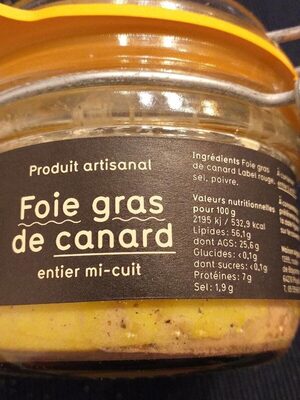 Produit artisanal
Foie gras
de canard
entier mi-cuit
Ingrédients Foie gras
de canard Label rouge,
sel, poivre.
Valeurs nutritionnelles
pour 100 g
2195 kj / 532,9 kcal
Lipides: 56,1g
dont AGS: 25,6g
Glucides: <0,1g
dont sucres: <0,1g
Protéines: 7g
Sel: 1,9 g